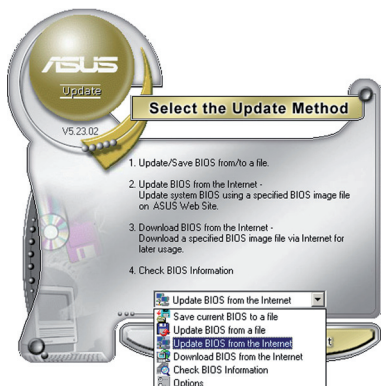 ASUS
Update
V5.23.02
Select the Update Method
1. Update/Save BIOS from/to a file.
2. Update BIOS from the Internet -
Update system BIOS using a specified BIOS image file
on ASUS Web Site.
3. Download BIOS from the Internet -
Download a specified BIOS image file via Internet for
later usage.
4. Check BIOS Information
Update BIOS from the Internet
Save current BIOS to a file
Update BIOS from a file
Update BIOS from the Internet
t
Download BIOS from the Internet
Check BIOS Information
Options